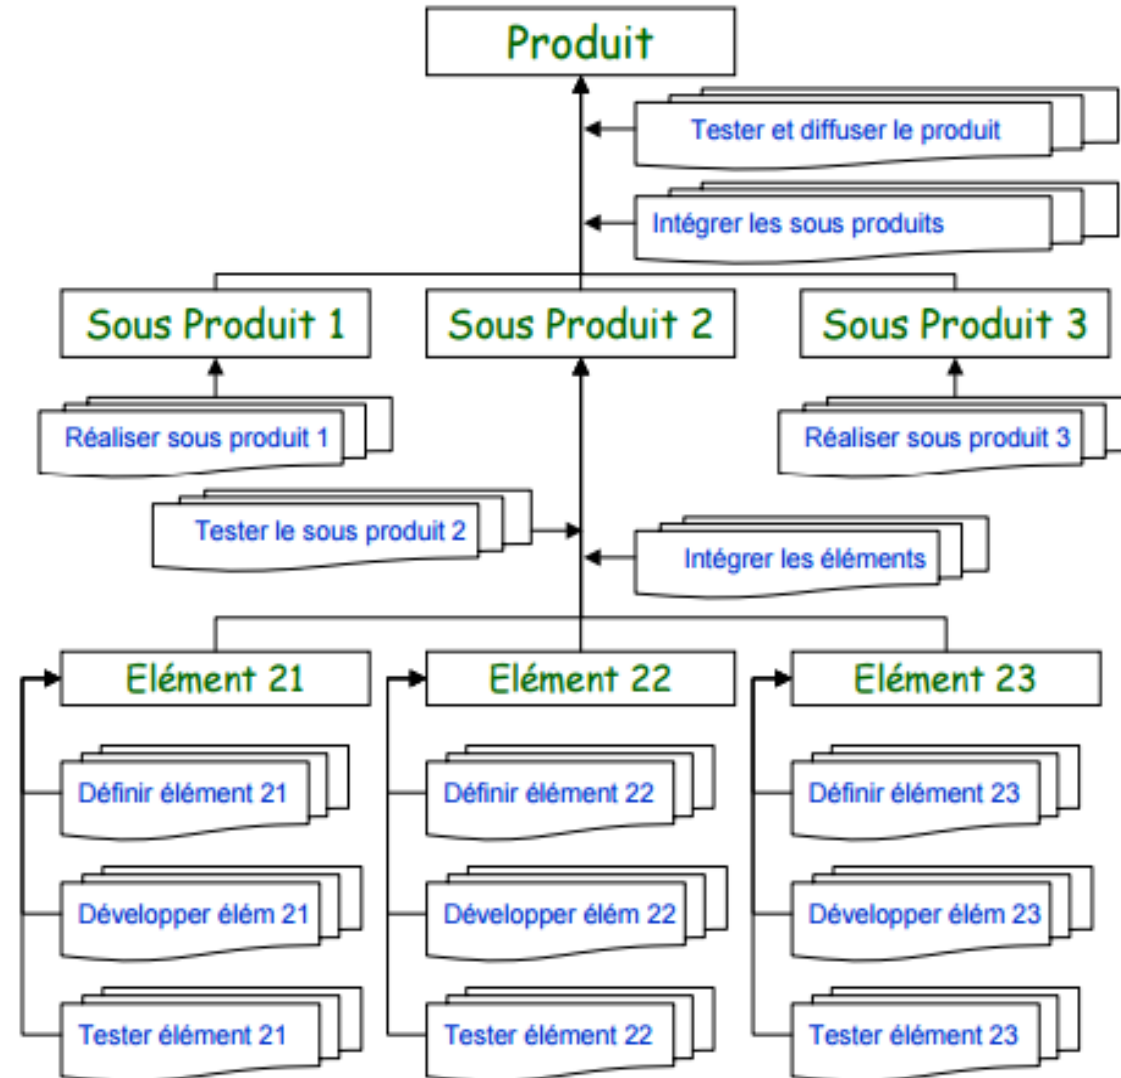 Produit
Tester et diffuser le produit
Intégrer les sous produits
Sous Produit 1
Sous Produit 2
Sous Produit 3
Réaliser sous produit 1
Réaliser sous produit 3
Tester le sous produit 2
Intégrer les éléments
Elément 21
Elément 22
Elément 23
Définir élément 21
Définir élément 22
Définir élément 23
Développer élém 21
Développer élém 22
Développer élém 23
Tester élément 21
Tester élément 22
Tester élément 23